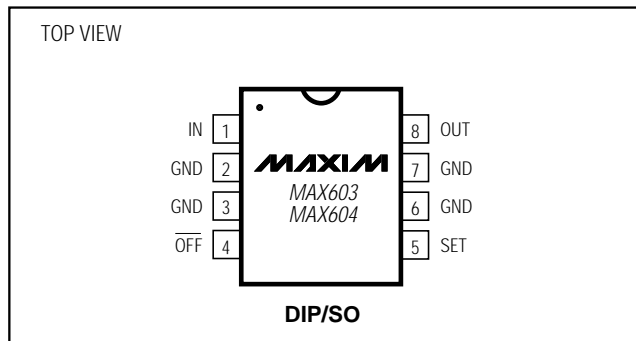 TOP VIEW
IN 1
GND 2
GND 3
OFF 4
MAXIM
MAX603
MAX604
8 OUT
7 GND
6 GND
5 SET
DIP/SO